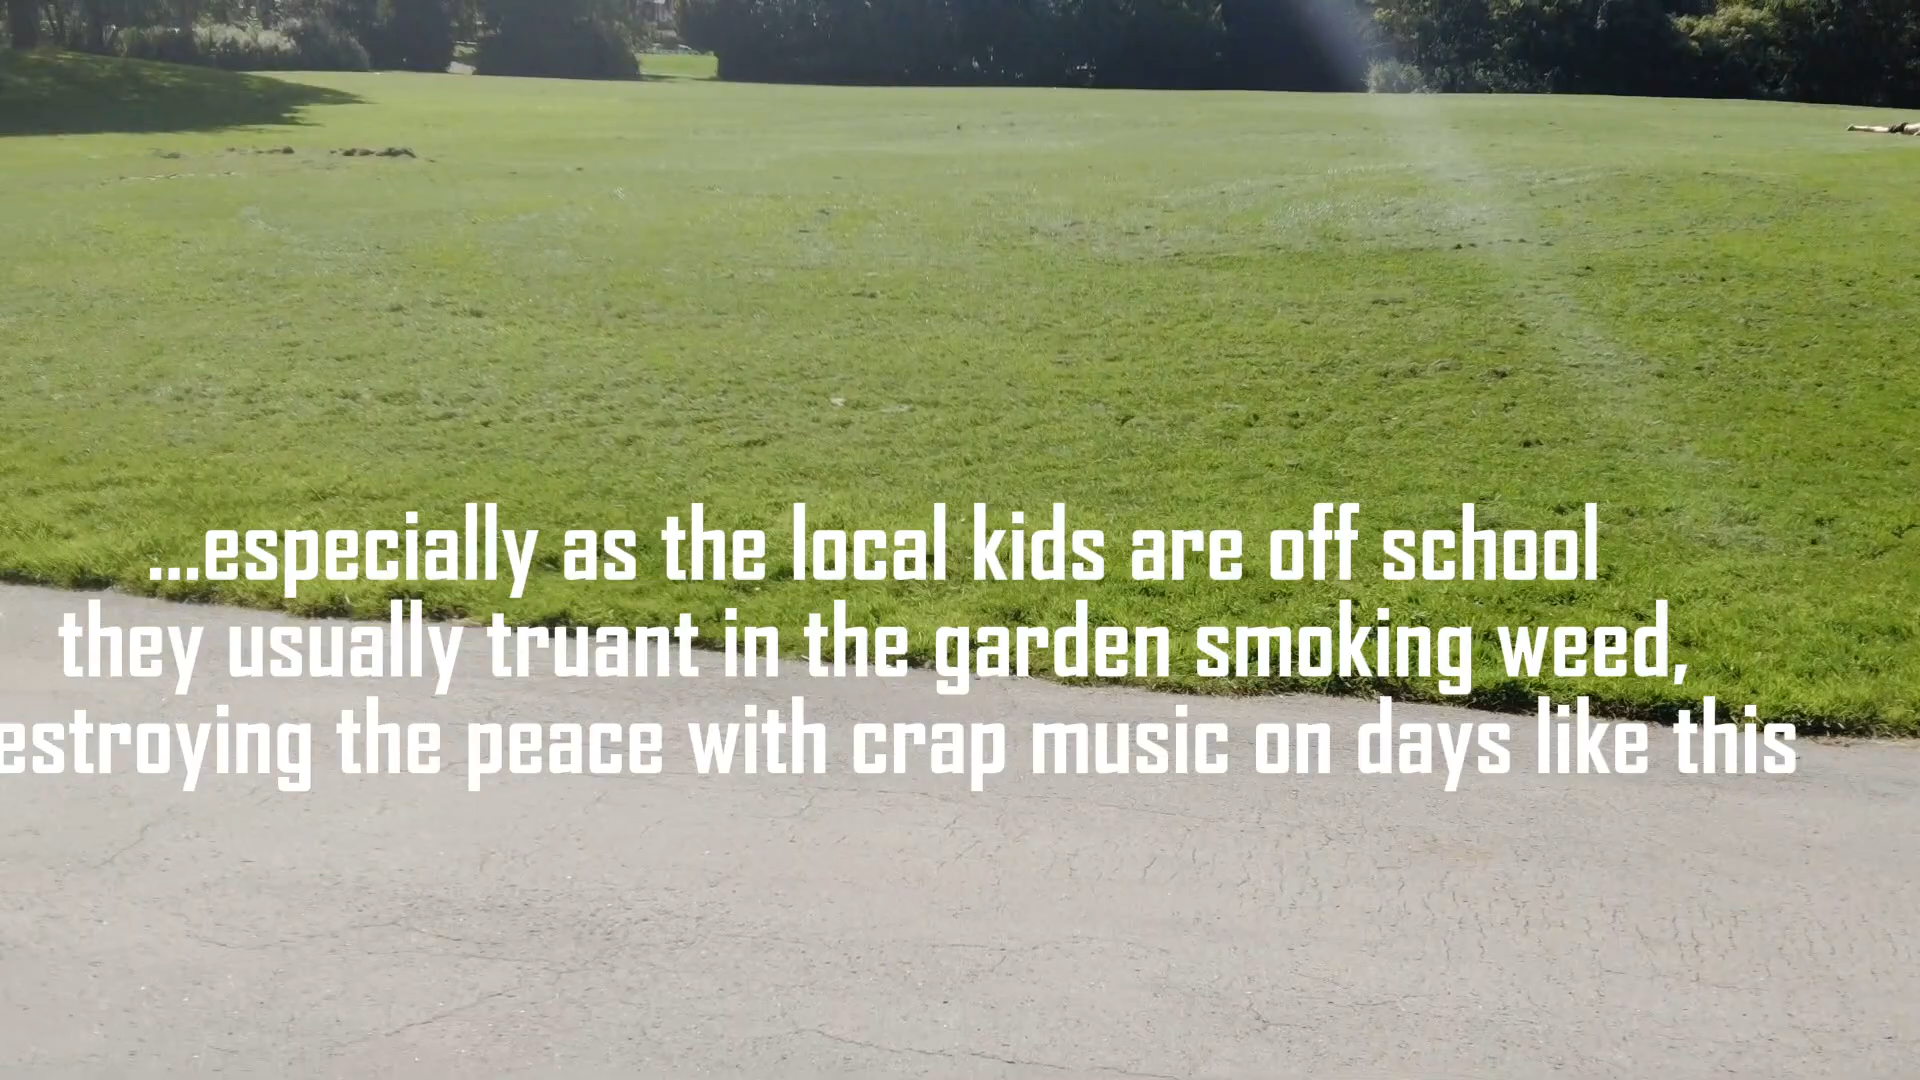 ...especially as the local kids are off school
they usually truant in the garden smoking weed,
estroying the peace with crap music on days like this